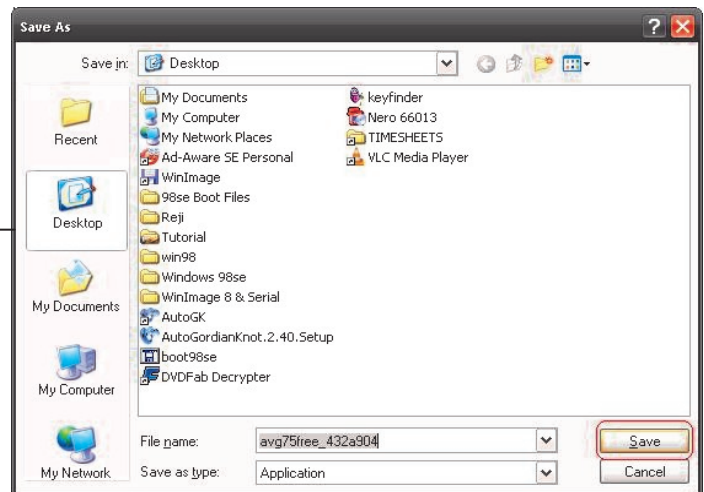 Save As
Save in: Desktop
Recent
Desktop
My Documents
My Computer
My Network
My Documents
My Computer
My Network Places
Ad-Aware SE Personal
WinImage
98se Boot Files
Reji
Tutorial
win98
Windows 98se
WinImage 8 & Serial
AutoGK
AutoGordianKnot.2.40.Setup
boot98se
DVDFab Decrypter
keyfinder
Nero 66013
TIMESHEETS
VLC Media Player
File name: avg75free_432a904 Save
Save as type: Application Cancel